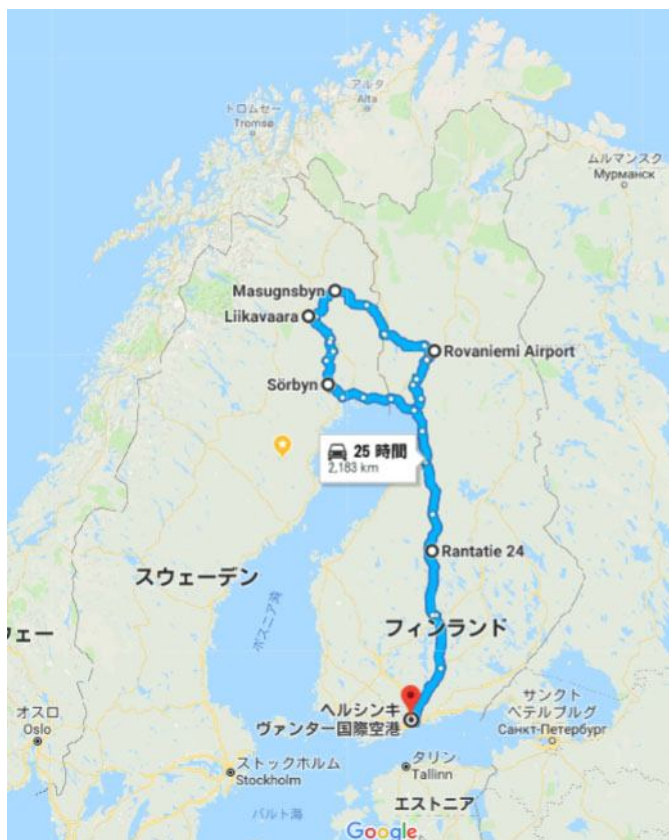 アルタ
Alta
トロムセー
Tromsø
ムルマンスク
Мурманск
Masugnsbyn
Liikavaara
Rovaniemi Airport
Sörbyn
25 時間
2,183 km
Rantatie 24
スウェーデン
ボスニア湾
フィンランド
ウェー
ヘルシンキ
ヴァンター国際空港
サンクト
ペテルブルグ
Санкт-Петербург
オスロ
Oslo
ストックホルム
Stockholm
タリン
Tallinn
バルト海
エストニア
Google